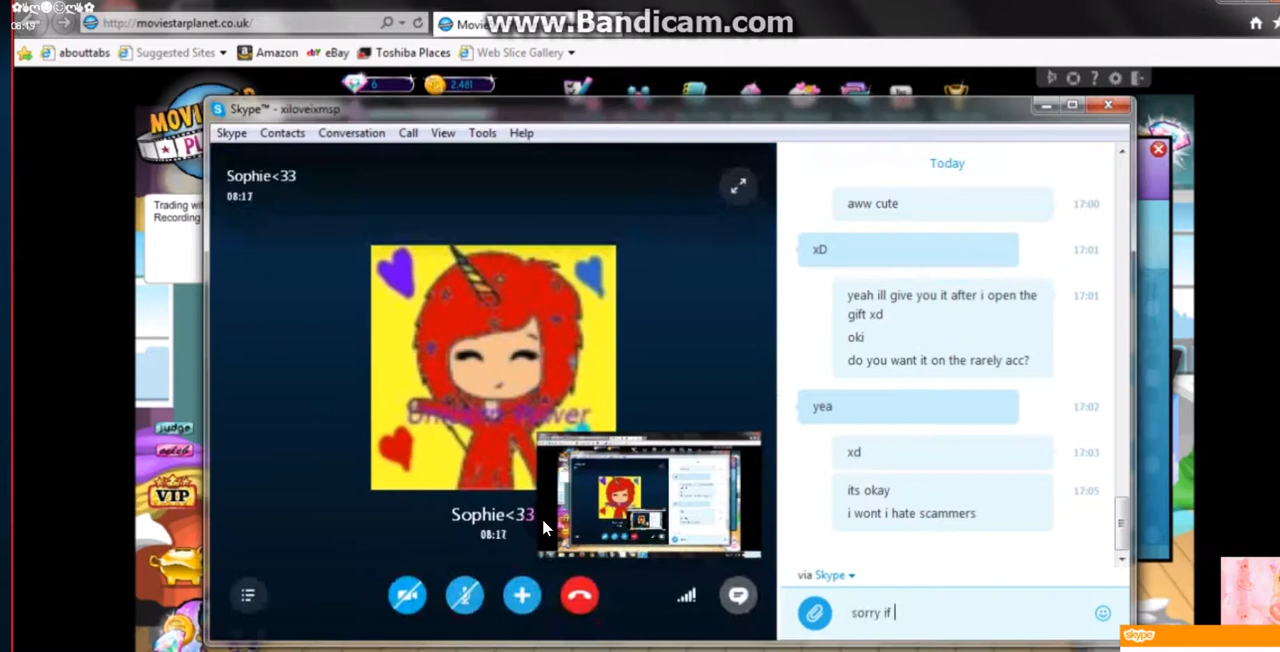 08:19
http://moviestarplanet.co.uk/
www.Bandicam.com
abouttabs
Suggested Sites
Amazon
eBay
Toshiba Places
Web Slice Gallery
6
2,481
Skype™ - xiloveixmsp
Skype Contacts Conversation Call View Tools Help
Sophie<33
08:17
Today
aww cute 17:00
xD 17:01
yeah ill give you it after i open the 17:01
gift xd
oki
do you want it on the rarely acc?
yea 17:02
xd 17:03
its okay 17:05
i wont i hate scammers
Trading
Recording
judge
VIP
Sophie<33
08:17
via Skype
sorry if
skype